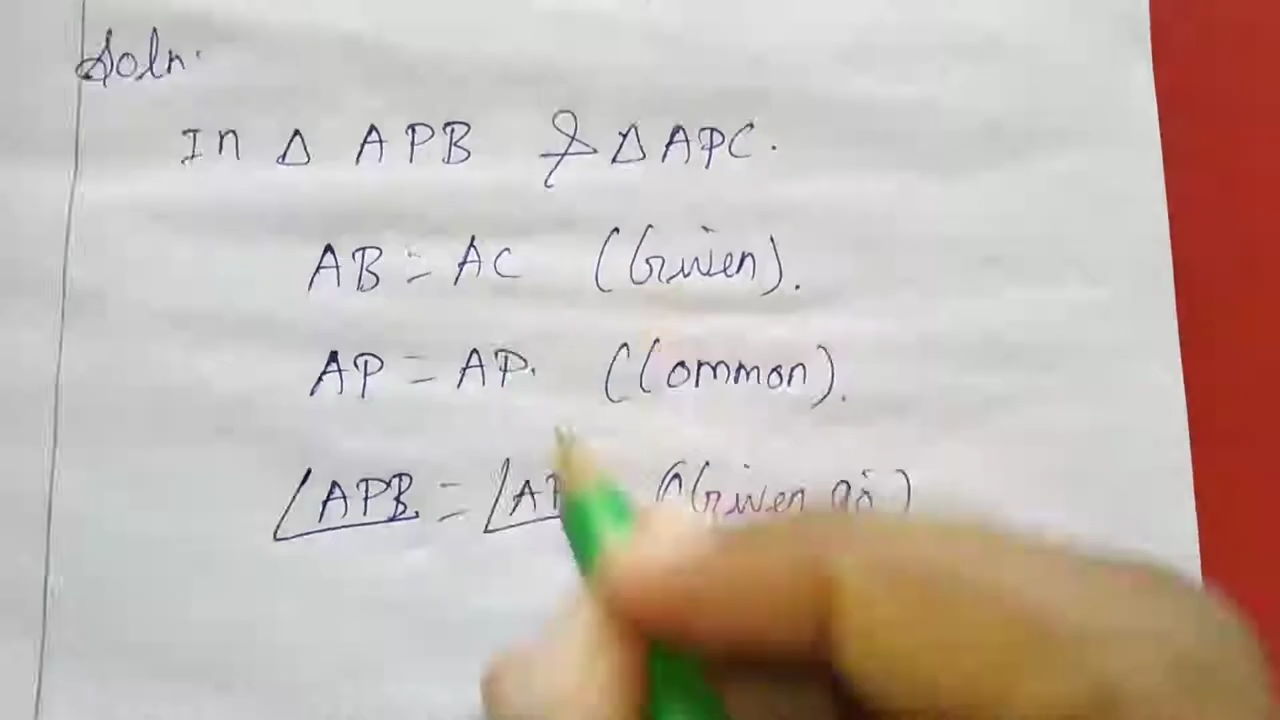 Soln.
In Δ APB & Δ APC.
AB = AC (Given).
AP = AP. (Common).
∠APB = (Given